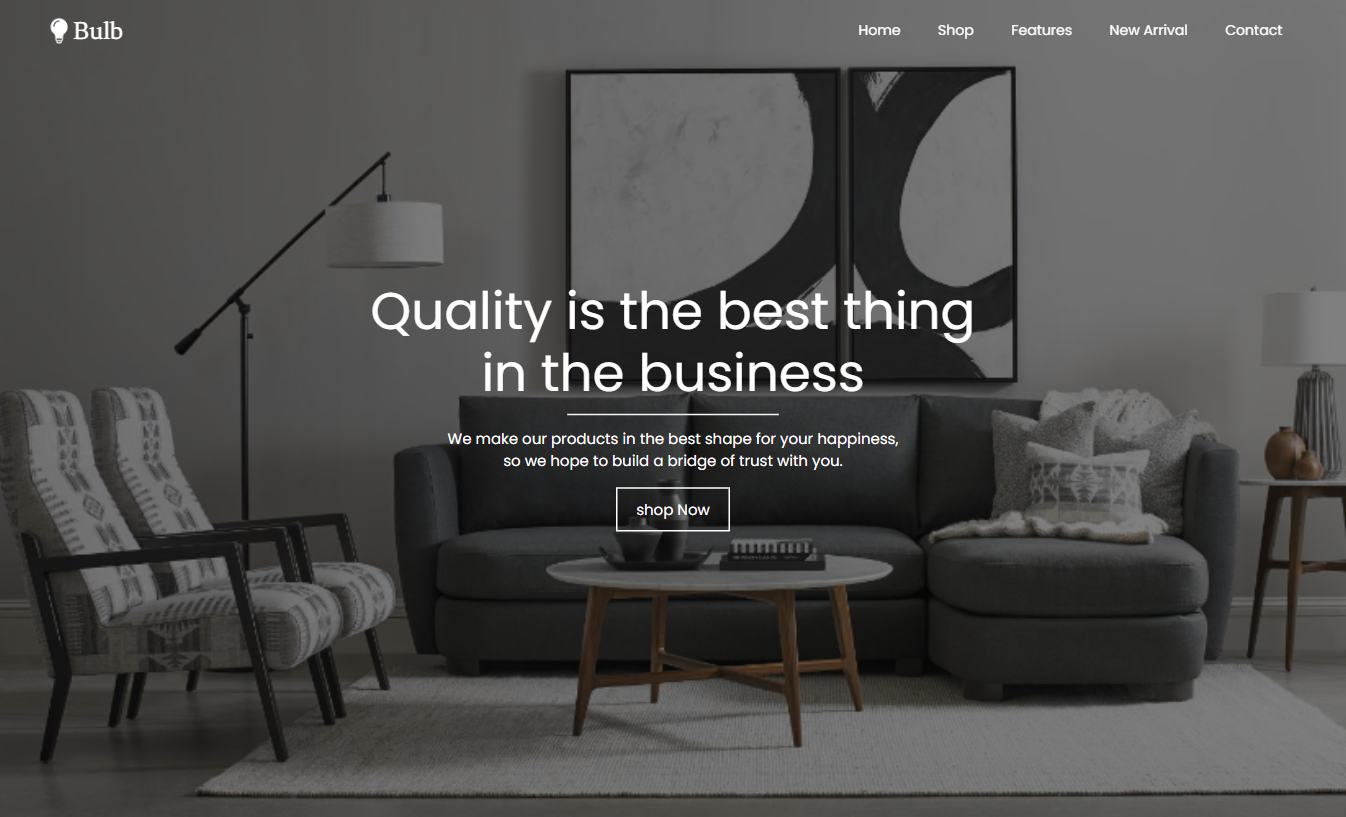 Bulb
Home Shop Features New Arrival Contact
Quality is the best thing
in the business
We make our products in the best shape for your happiness,
so we hope to build a bridge of trust with you.
shop Now